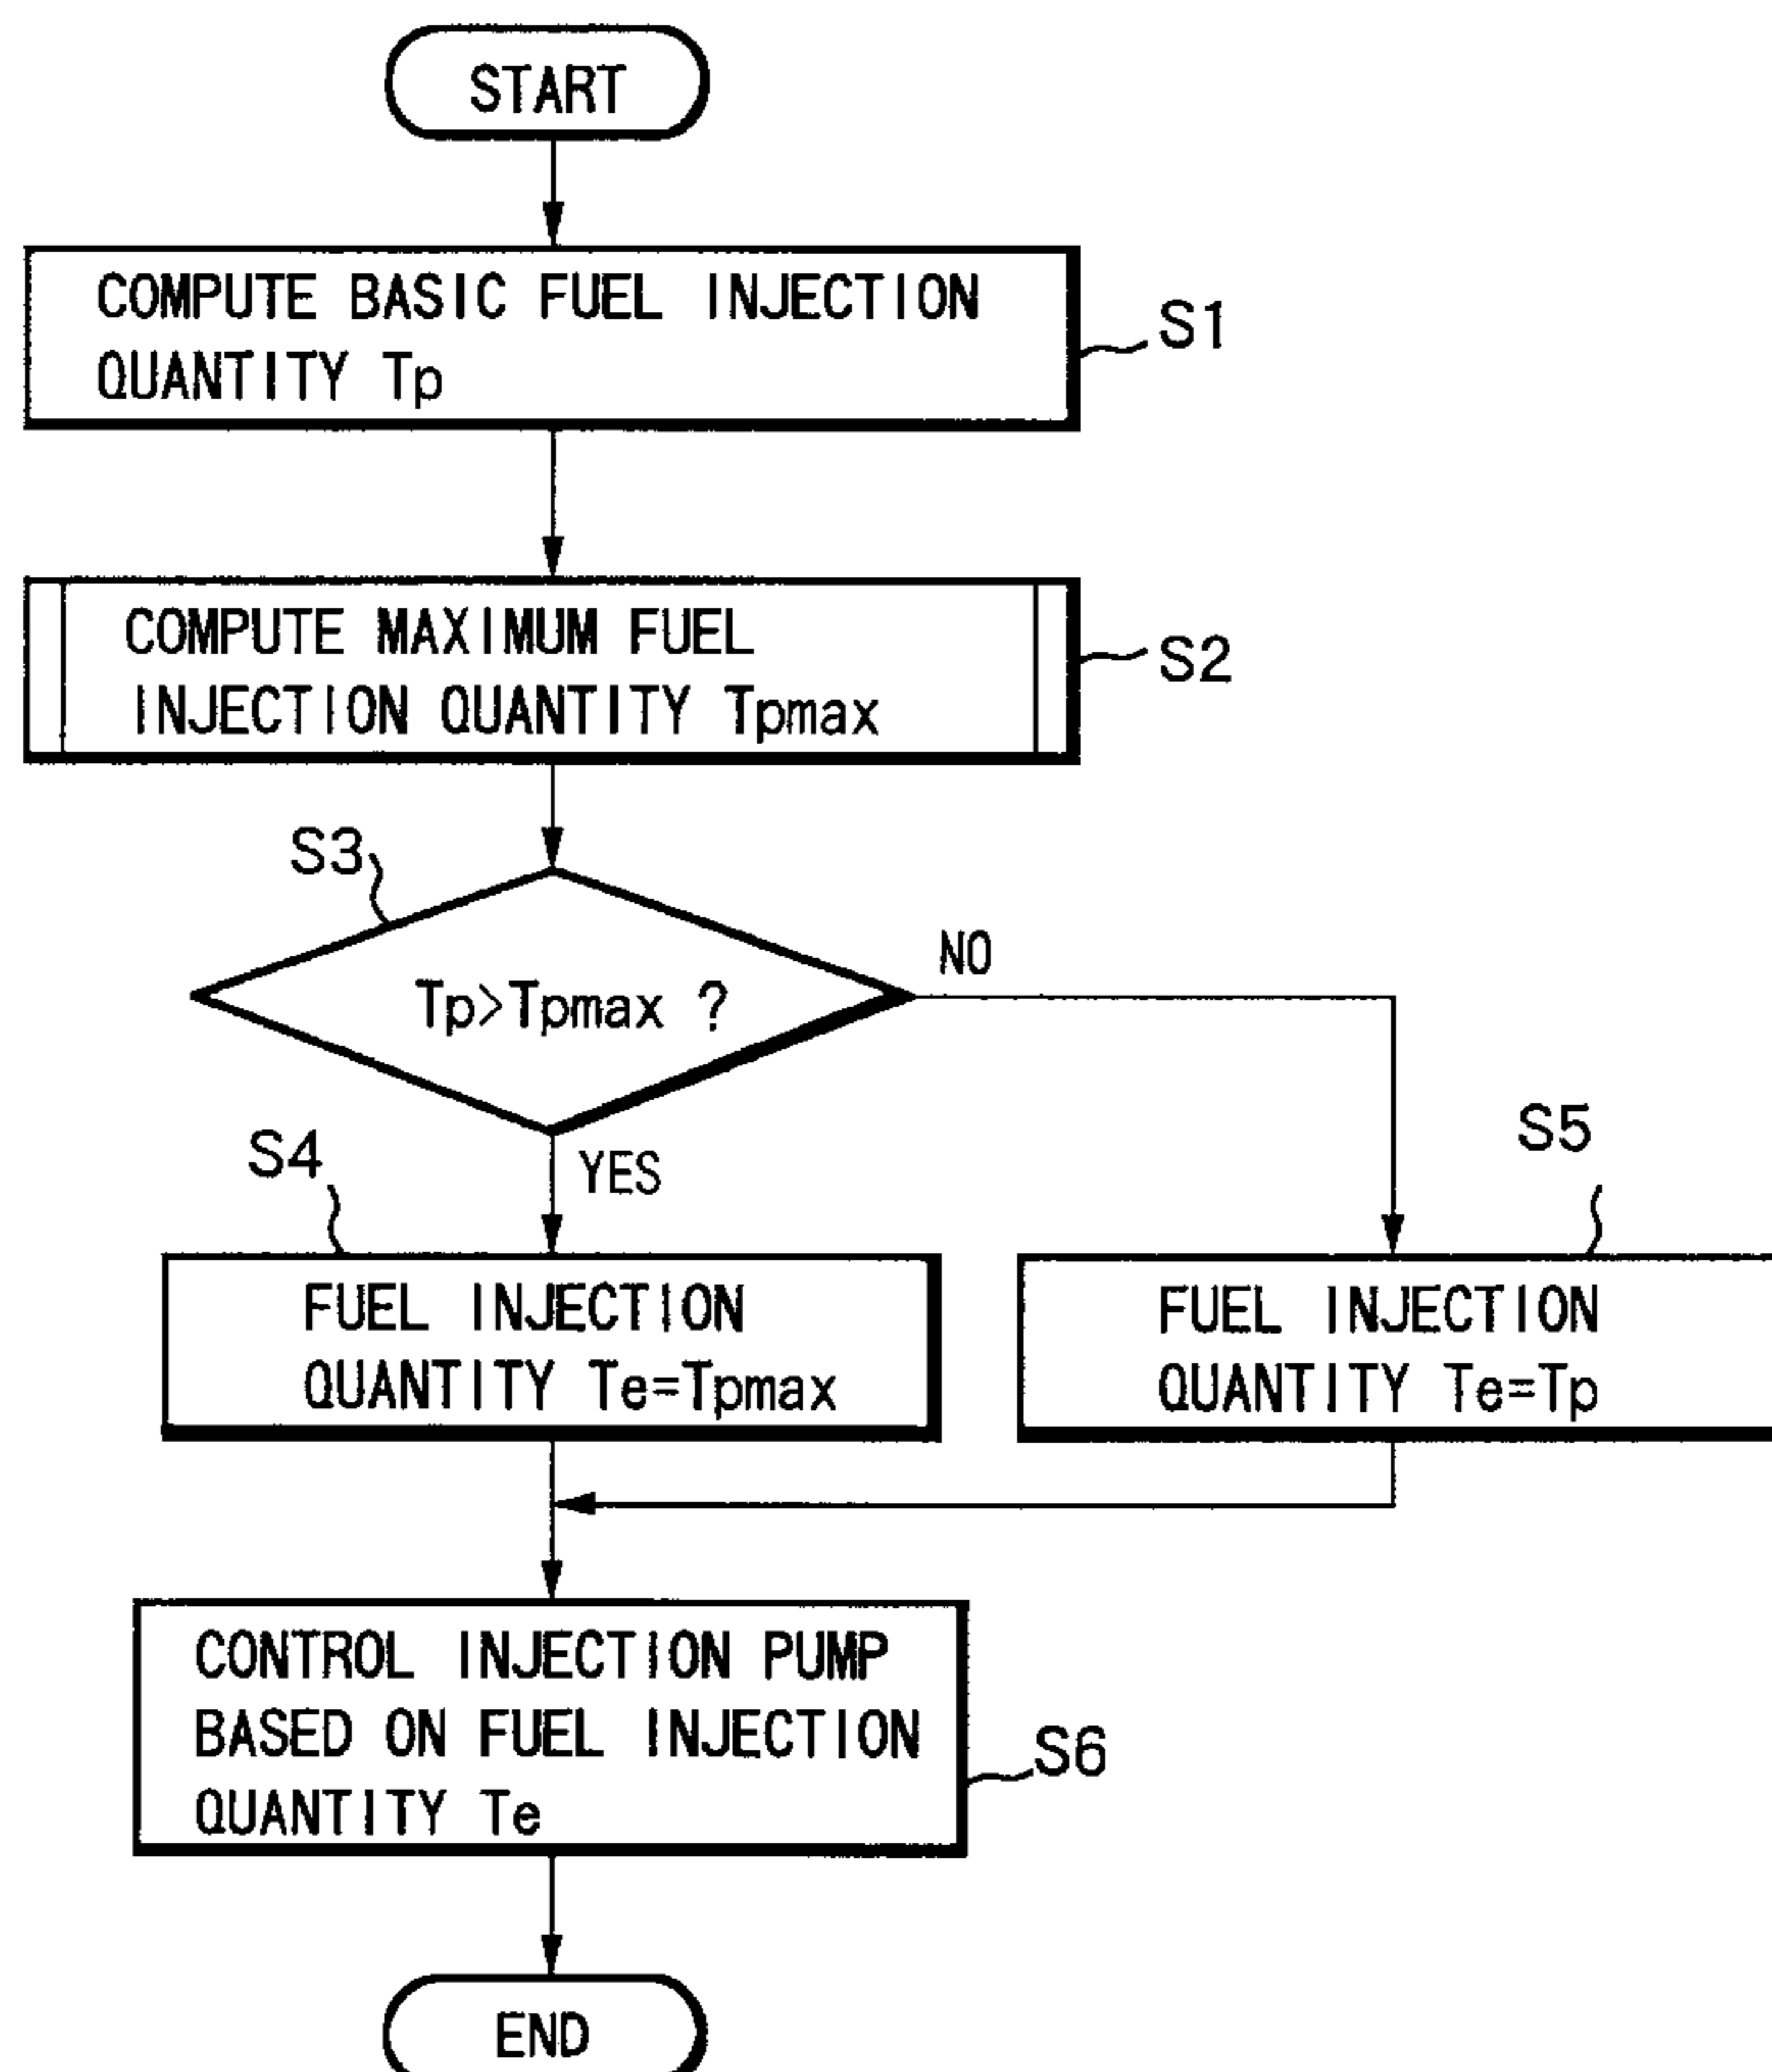 START
COMPUTE BASIC FUEL INJECTION
QUANTITY Tp
S1
COMPUTE MAXIMUM FUEL
INJECTION QUANTITY Tpmax
S2
S3
Tp>Tpmax ?
NO
YES
S4
FUEL INJECTION
QUANTITY Te=Tpmax
S5
FUEL INJECTION
QUANTITY Te=Tp
CONTROL INJECTION PUMP
BASED ON FUEL INJECTION
QUANTITY Te
S6
END